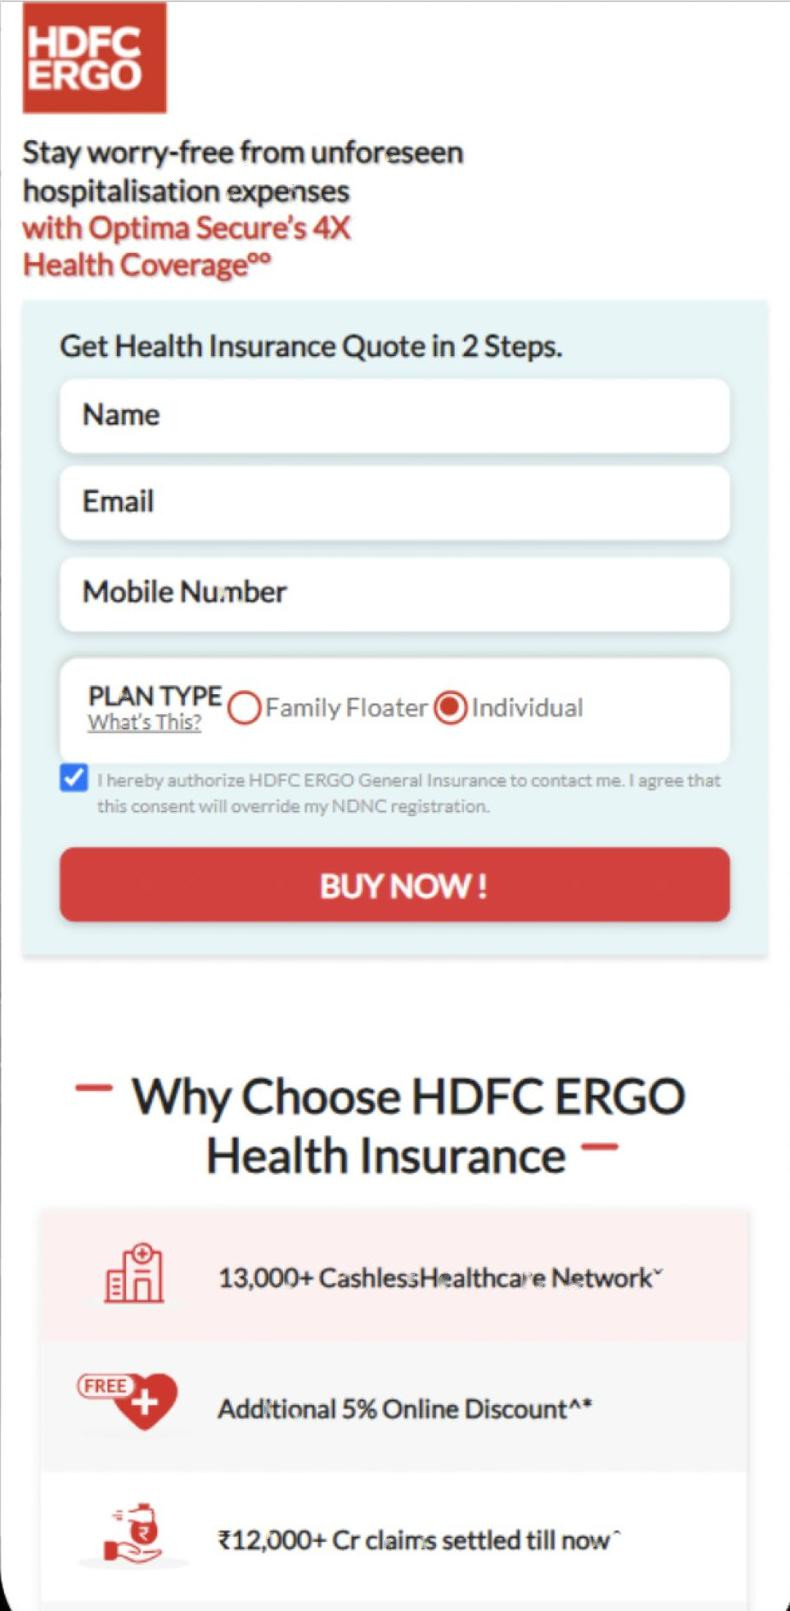 HDFC
ERGO
Stay worry-free from unforeseen
hospitalisation expenses
with Optima Secure's 4X
Health Coverage°°
Get Health Insurance Quote in 2 Steps.
Name
Email
Mobile Number
PLAN TYPE
What's This?
Family Floater
Individual
I hereby authorize HDFC ERGO General Insurance to contact me. I agree that
this consent will override my NDNC registration.
BUY NOW !
Why Choose HDFC ERGO
Health Insurance
13,000+ CashlessHealthcare Networkˇ
FREE
Additional 5% Online Discount^*
₹
₹12,000+ Cr claims settled till nowˆ